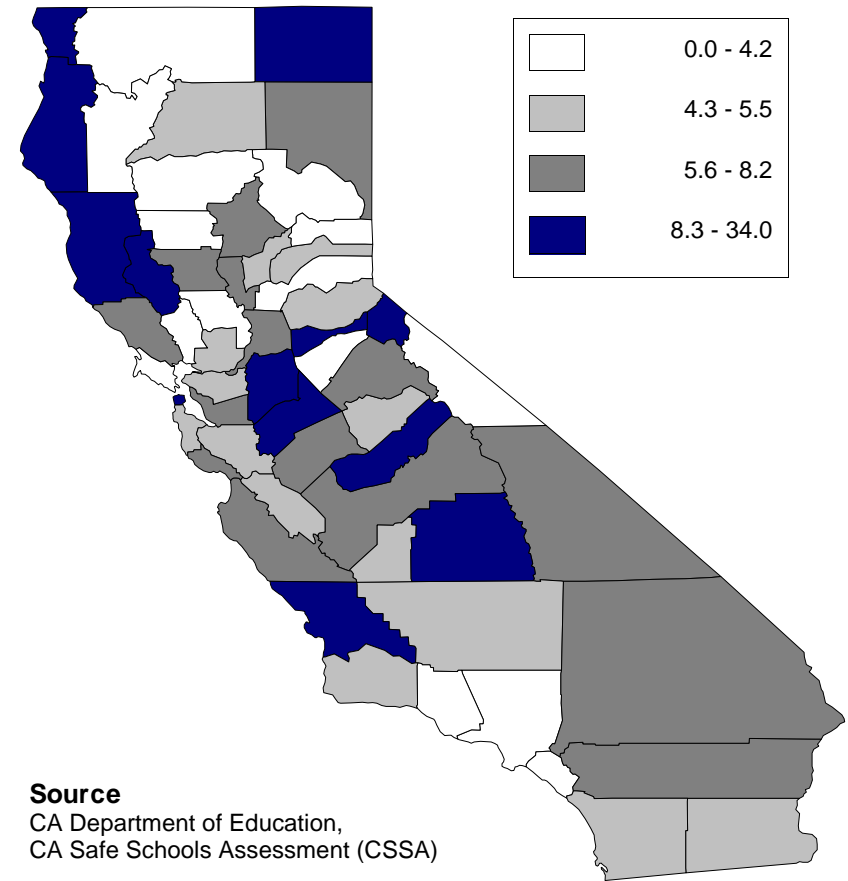 0.0 - 4.2
4.3 - 5.5
5.6 - 8.2
8.3 - 34.0
Source
CA Department of Education,
CA Safe Schools Assessment (CSSA)